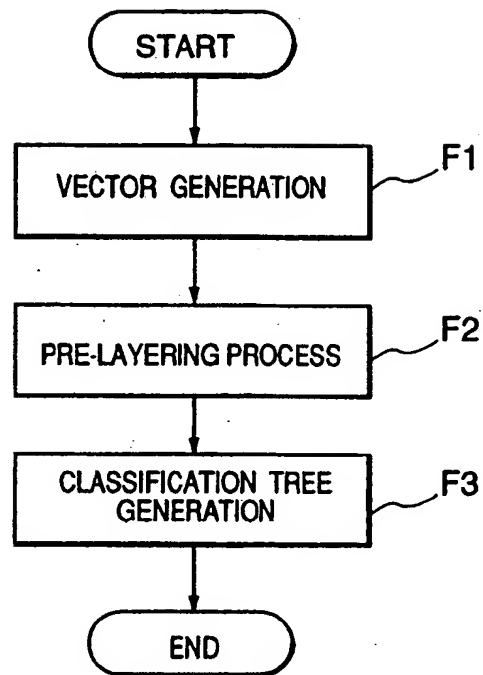 START
VECTOR GENERATION
F1
PRE-LAYERING PROCESS
F2
CLASSIFICATION TREE
GENERATION
F3
END